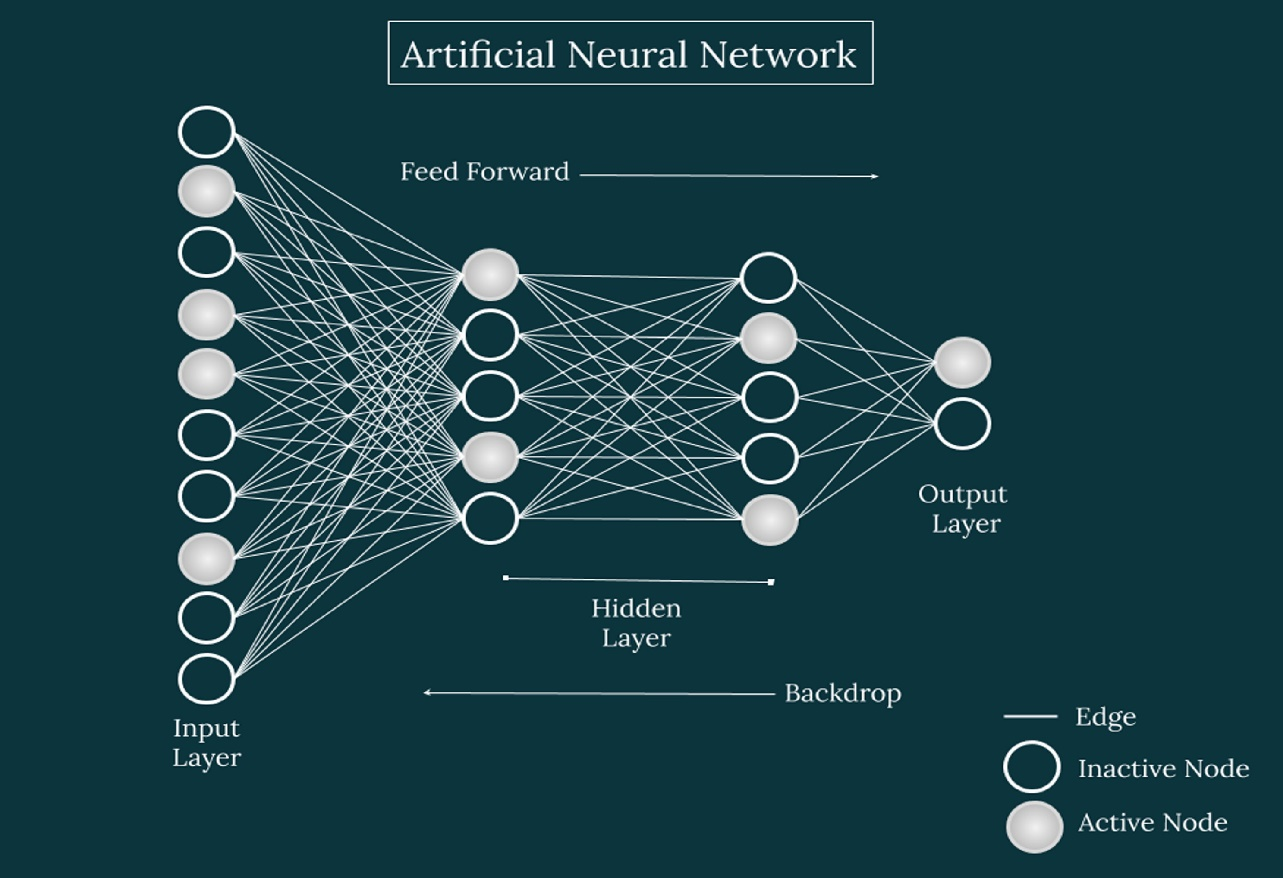 Artificial Neural Network
Feed Forward
Output
Layer
Hidden
Layer
Backdrop
Input
Layer
Edge
Inactive Node
Active Node